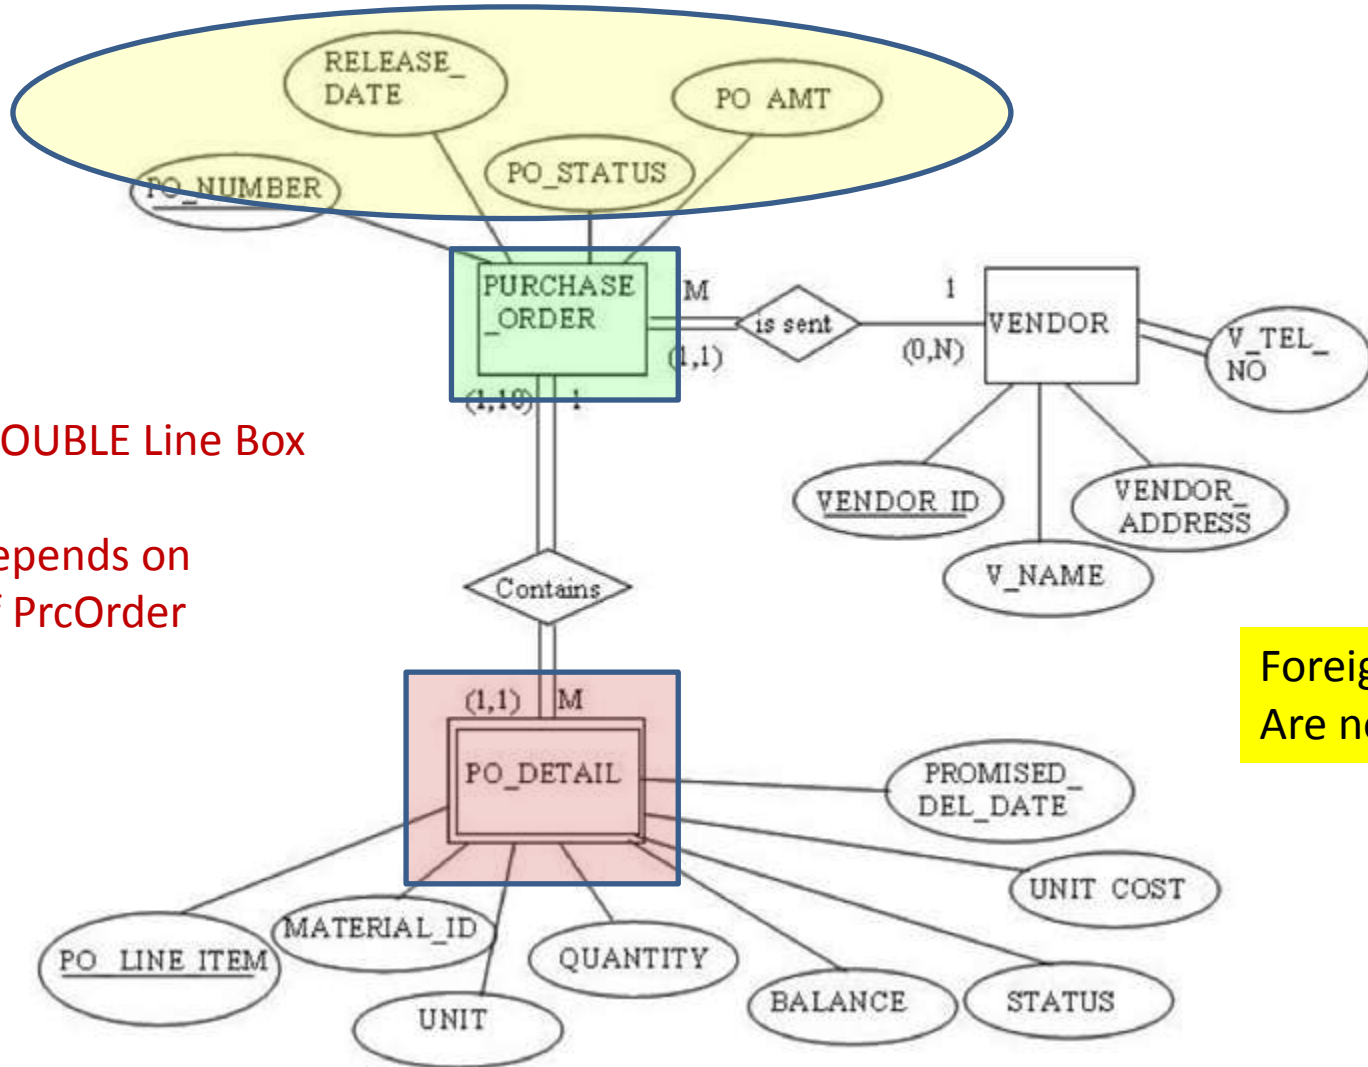 RELEASE_
DATE
PO AMT
PO_STATUS
PO_NUMBER
PURCHASE
_ORDER
M
(1,1)
is sent
1
(0,N)
VENDOR
V_TEL_
NO
(1,10)
1
OUBLE Line Box
VENDOR ID
VENDOR_
ADDRESS
V_NAME
epends on
f PrcOrder
Contains
Foreig
Are no
(1,1)
M
PO_DETAIL
PROMISED_
DEL_DATE
UNIT COST
MATERIAL_ID
PO LINE ITEM
QUANTITY
UNIT
BALANCE
STATUS